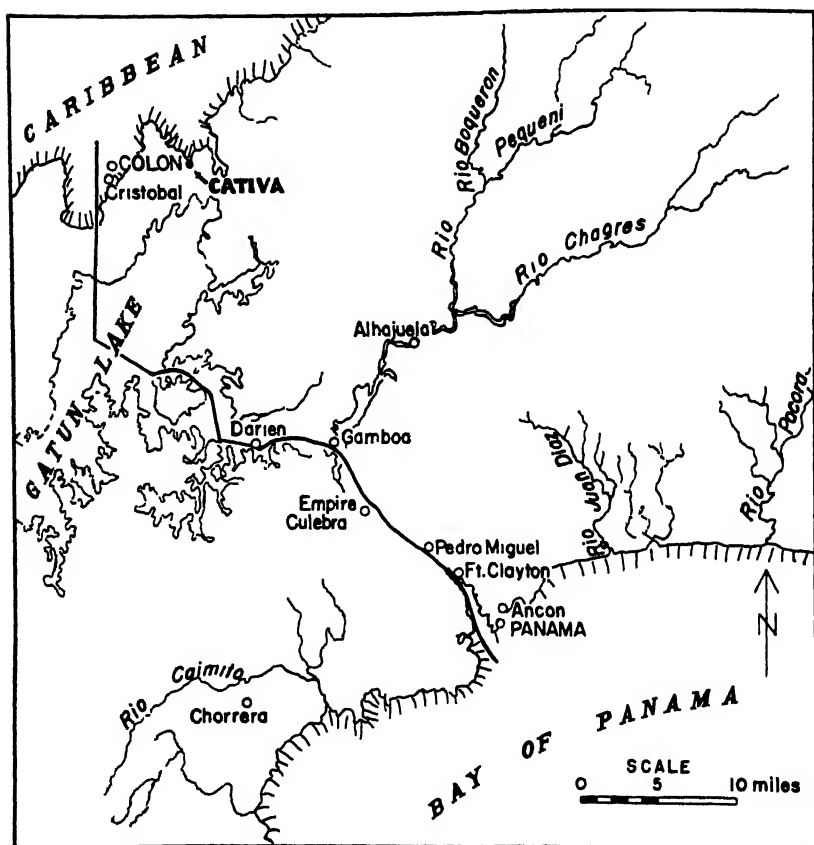 CARIBBEAN
COLON
Cristobal
CATIVA
Rio Boqueron
Rio Pequeni
Rio Chagres
Alhajuela
GATUN LAKE
Darien
Gamboa
Rio Juan Diaz
Rio Pacora
Empire
Culebra
Pedro Miguel
Ft. Clayton
Ancon
PANAMA
N
Rio Caimito
Chorrera
BAY OF PANAMA
SCALE
0 5 10 miles